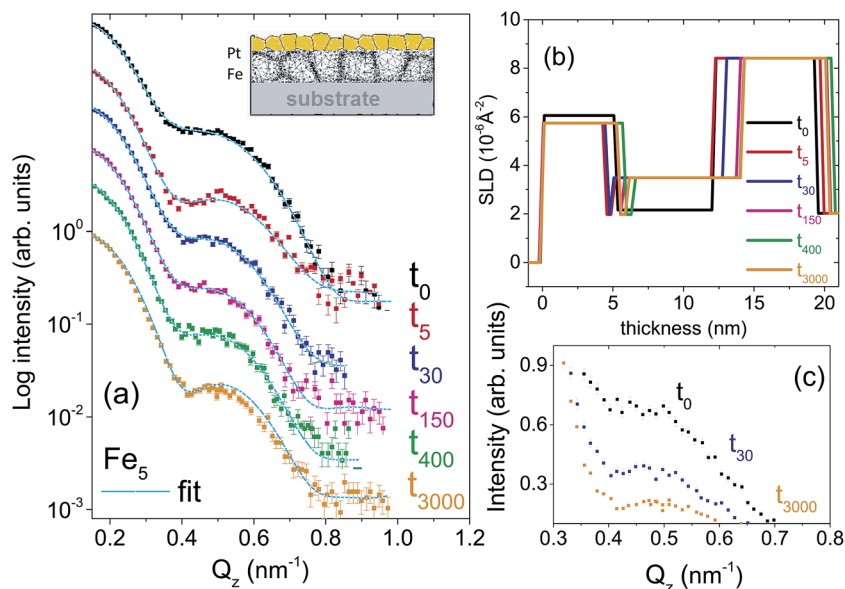 Pt
Fe
substrate
Log intensity (arb. units)
10⁰
10⁻¹
10⁻²
10⁻³
(a)
Fe₅
fit
t₀
t₅
t₃₀
t₁₅₀
t₄₀₀
t₃₀₀₀
0.2 0.4 0.6 0.8 1.0 1.2
Q_z (nm⁻¹)
(b)
SLD (10⁻⁶Å⁻²)
10
8
6
4
2
0
t₀
t₅
t₃₀
t₁₅₀
t₄₀₀
t₃₀₀₀
0 5 10 15 20
thickness (nm)
(c)
Intensity (arb. units)
0.9
0.6
0.3
t₀
t₃₀
t₃₀₀₀
0.3 0.4 0.5 0.6 0.7 0.8
Q_z (nm⁻¹)